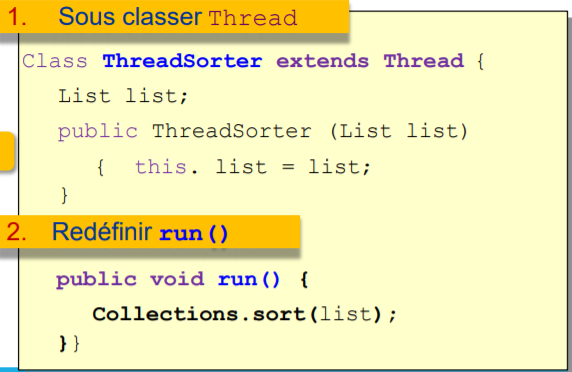 1. Sous classer Thread
Class ThreadSorter extends Thread {
List list;
public ThreadSorter (List list)
{ this. list = list;
}
2. Redéfinir run()
public void run() {
Collections.sort(list);
}}